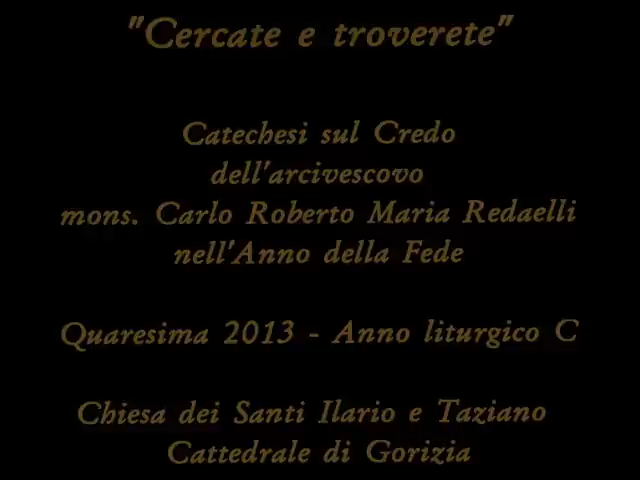 "Cercate e troverete"
Catechesi sul Credo
dell'arcivescovo
mons. Carlo Roberto Maria Redaelli
nell'Anno della Fede
Quaresima 2013 - Anno liturgico C
Chiesa dei Santi Ilario e Taziano
Cattedrale di Gorizia